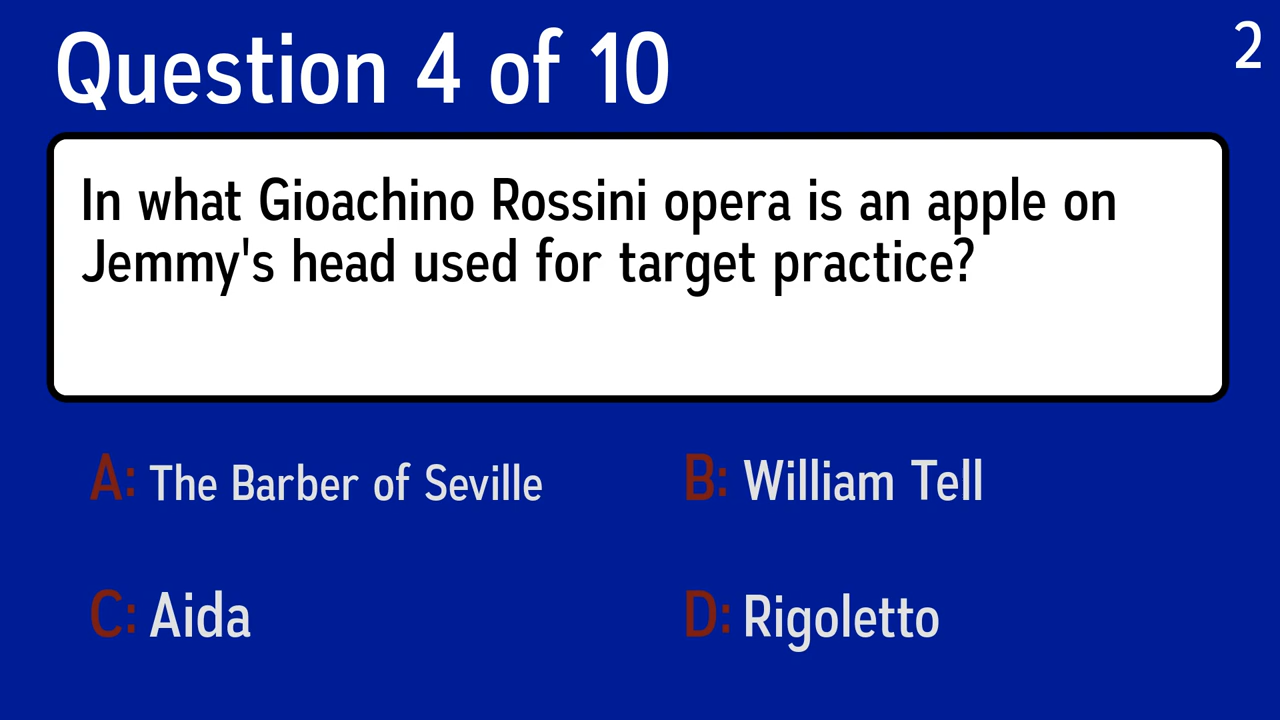 Question 4 of 10
2
In what Gioachino Rossini opera is an apple on
Jemmy's head used for target practice?
A: The Barber of Seville
B: William Tell
C: Aida
D: Rigoletto